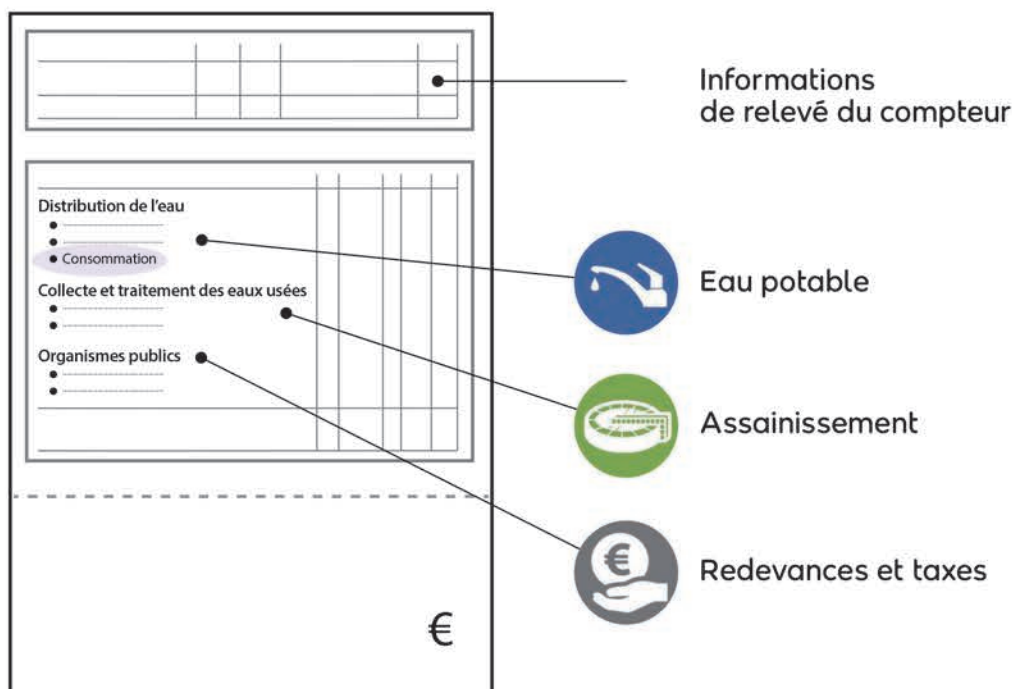 Informations
de relevé du compteur
Distribution de l'eau
Consommation
Collecte et traitement des eaux usées
Organismes publics
€
Eau potable
Assainissement
€
Redevances et taxes